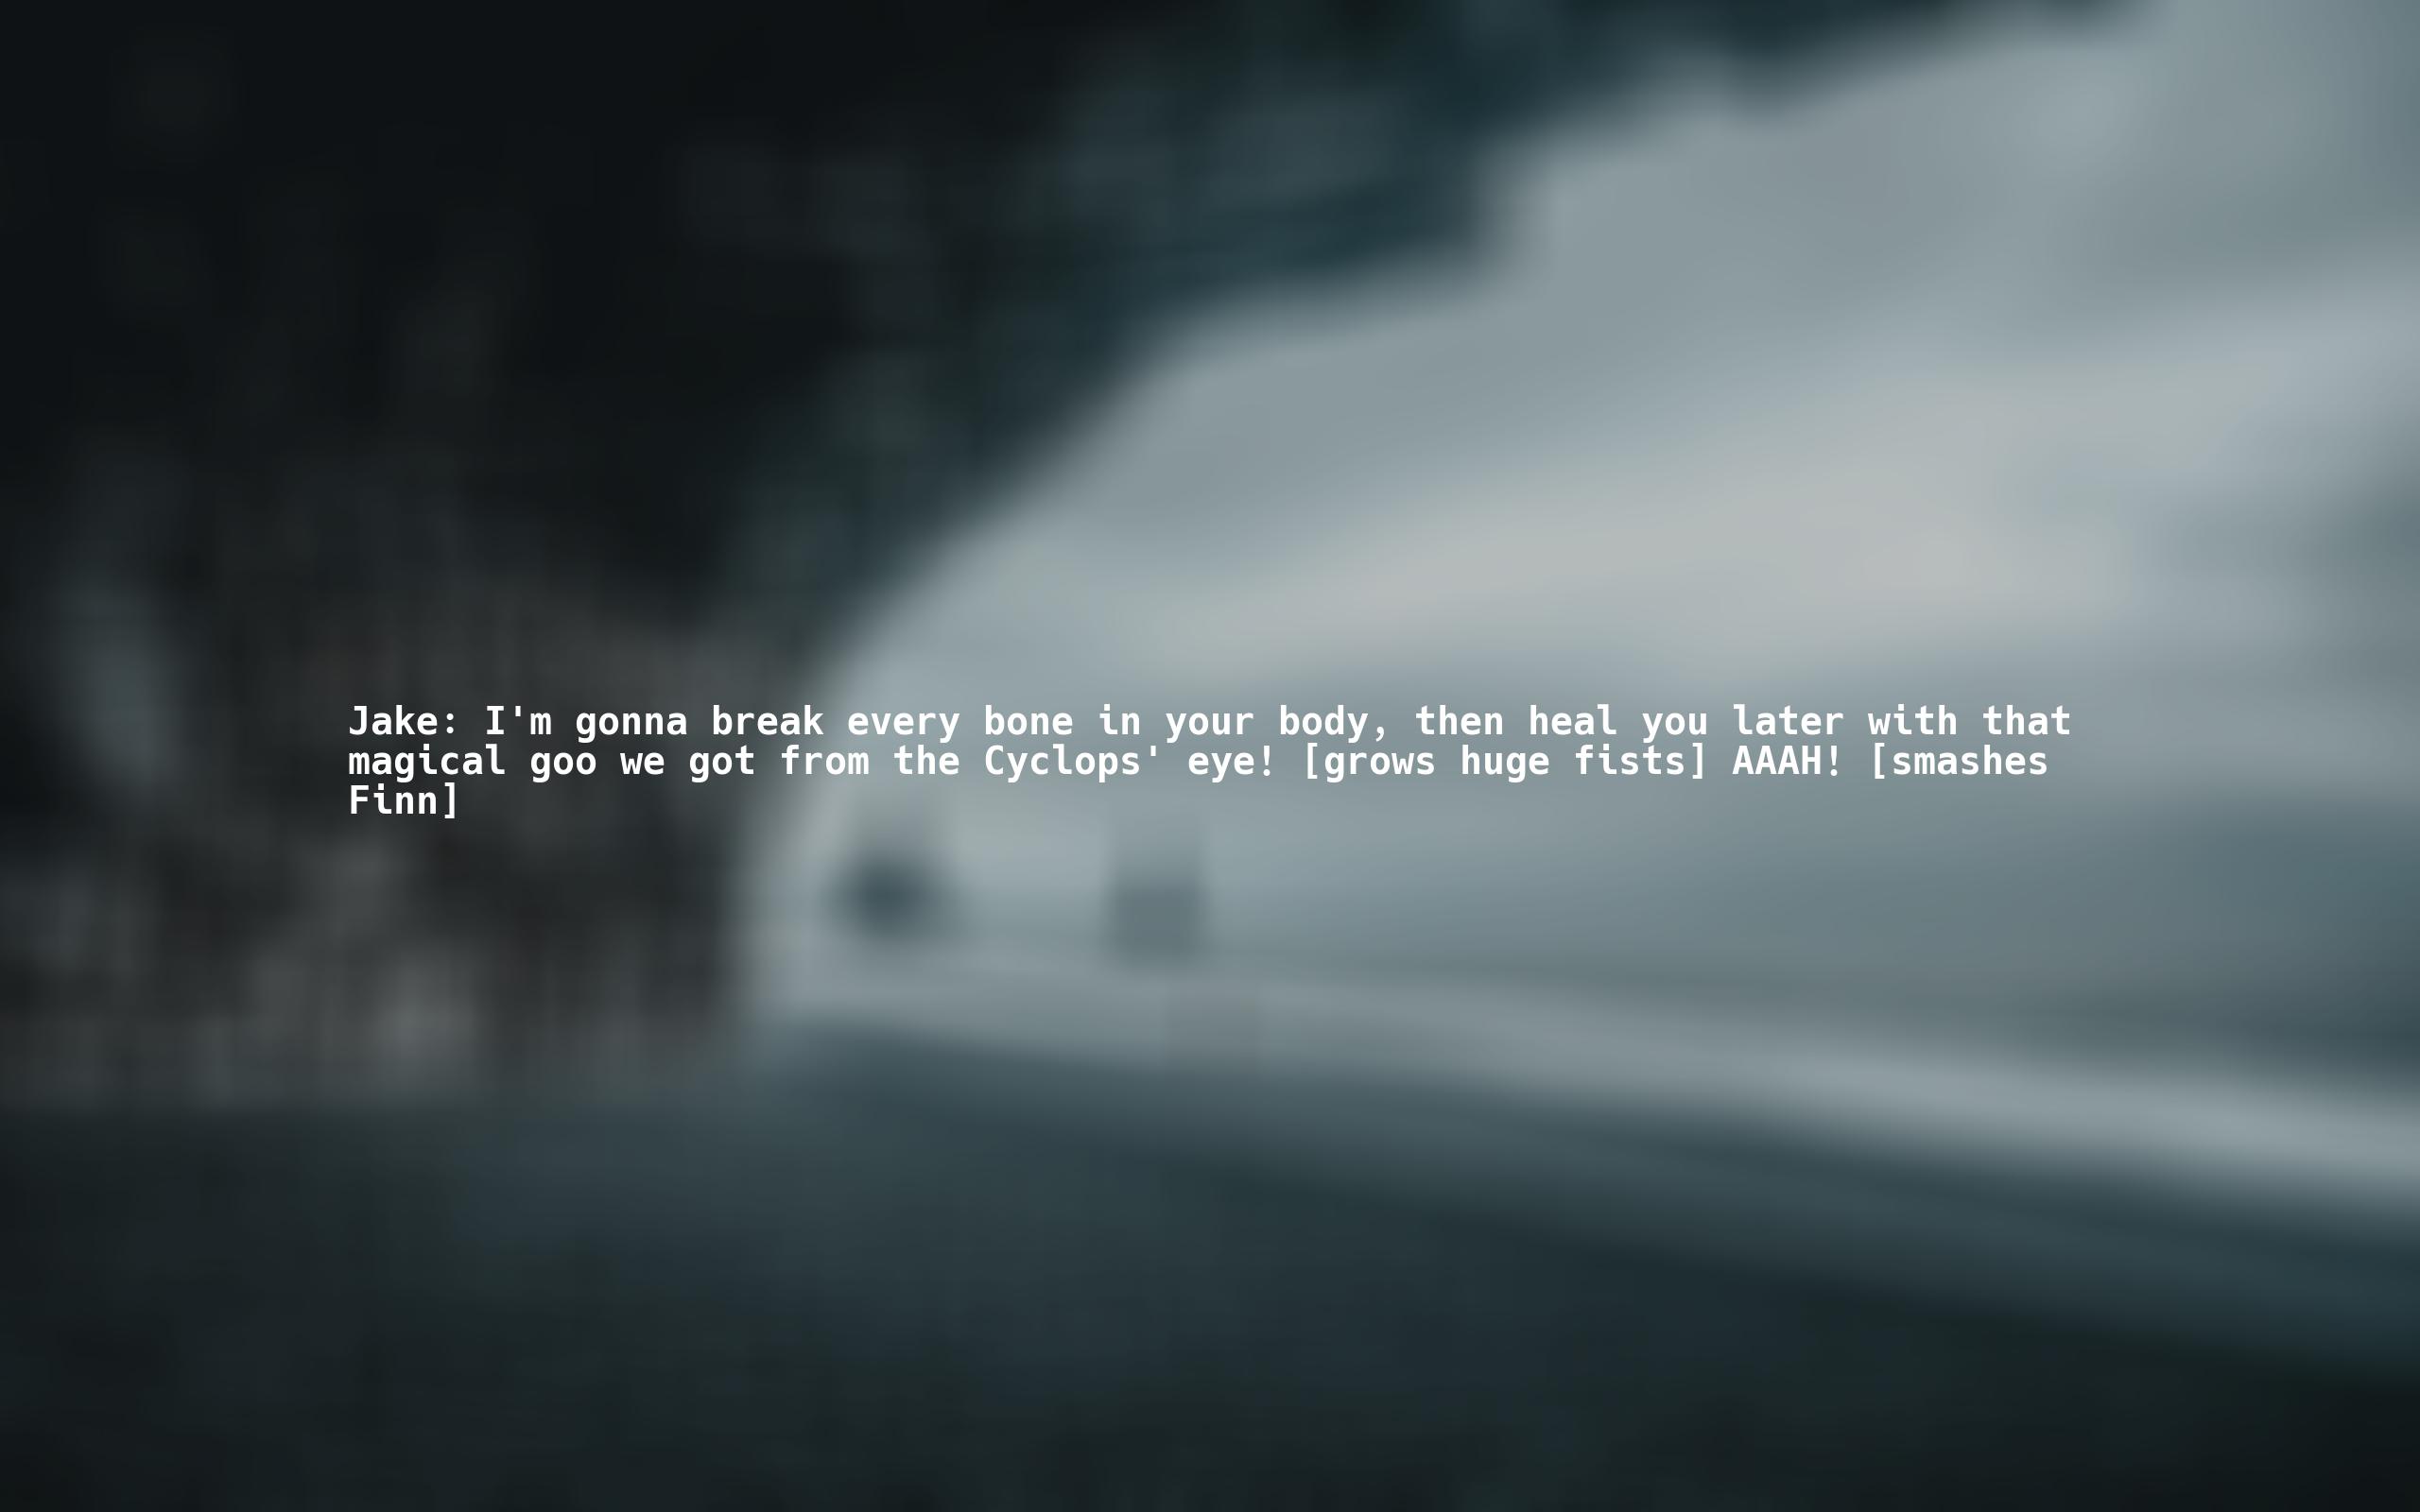 Jake: I'm gonna break every bone in your body, then heal you later with that
magical goo we got from the Cyclops' eye! [grows huge fists] AAAH! [smashes
Finn]